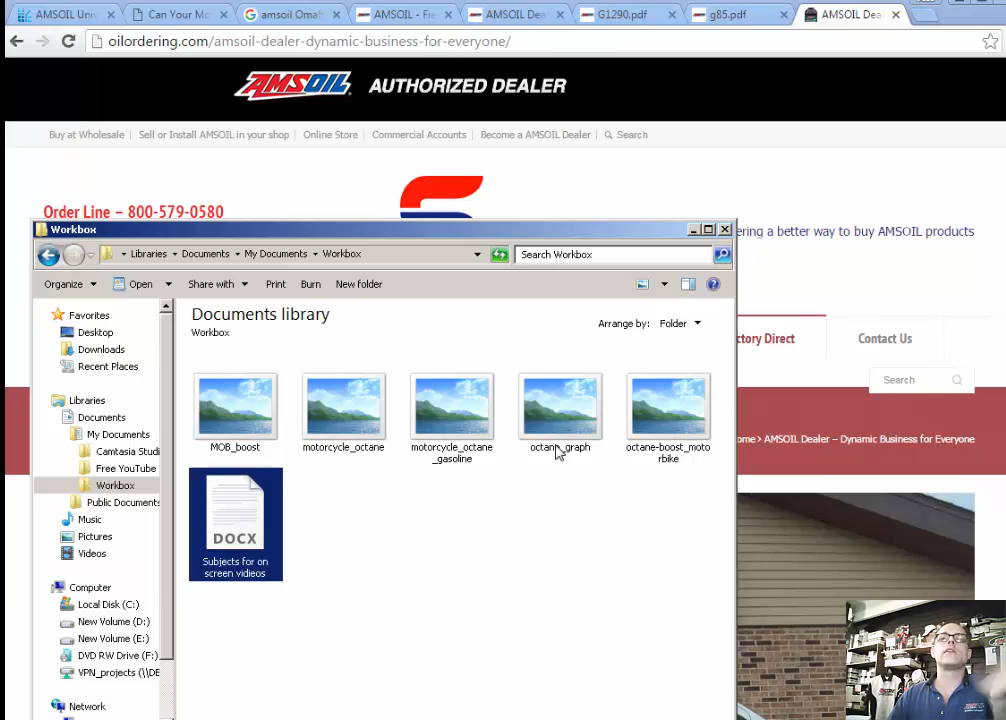 AMSOIL Un
Can Your Mo
amsoil Omah
AMSOIL - Fre
AMSOIL Dea
G1290.pdf
g85.pdf
AMSOIL Dea
oilordering.com/amsoil-dealer-dynamic-business-for-everyone/
AMSOIL AUTHORIZED DEALER
Buy at Wholesale Sell or Install AMSOIL in your shop Online Store Commercial Accounts Become a AMSOIL Dealer Search
Order Line – 800-579-0580
ering a better way to buy AMSOIL products
ctory Direct Contact Us
Search
ome » AMSOIL Dealer – Dynamic Business for Everyone
Workbox
Libraries Documents My Documents Workbox
Search Workbox
Organize Open Share with Print Burn New folder
Favorites
Desktop
Downloads
Recent Places
Libraries
Documents
My Documents
Camtasia Studi
Free YouTube
Workbox
Public Documents
Music
Pictures
Videos
Computer
Local Disk (C:)
New Volume (D:)
New Volume (E:)
DVD RW Drive (F:)
VPN_projects (\\DE
Network
Documents library
Workbox
Arrange by: Folder
MOB_boost
motorcycle_octane
motorcycle_octane
_gasoline
octane_graph
octane-boost_moto
rbike
DOCX
Subjects for on
screen vidieos